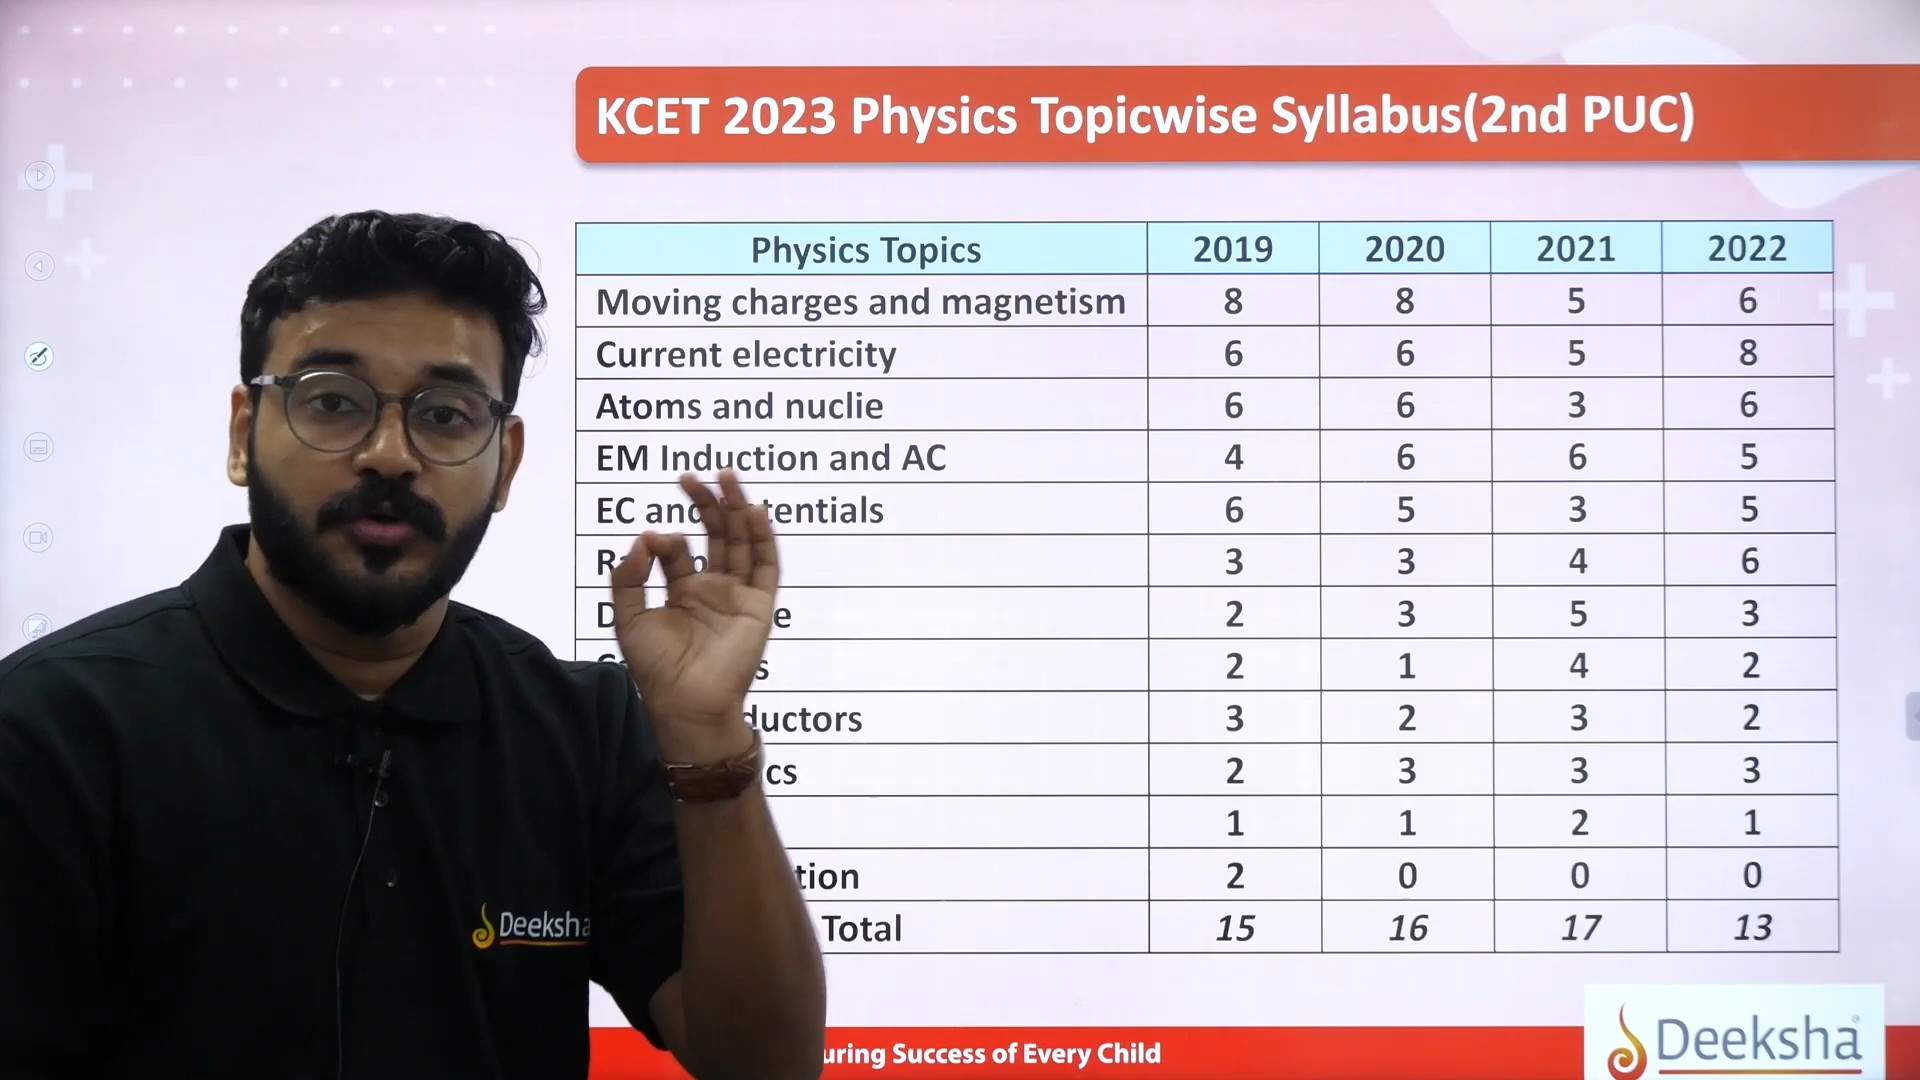 KCET 2023 Physics Topicwise Syllabus(2nd PUC)
Physics Topics 2019 2020 2021 2022
Moving charges and magnetism 8 8 5 6
Current electricity 6 6 5 8
Atoms and nuclie 6 6 3 6
EM Induction and AC 4 6 6 5
EC and tentials 6 5 3 5
3 3 4 6
2 3 5 3
2 1 4 2
ductors 3 2 3 2
cs 2 3 3 3
1 1 2 1
tion 2 0 0 0
Total 15 16 17 13
Deeksha
uring Success of Every Child
Deeksha